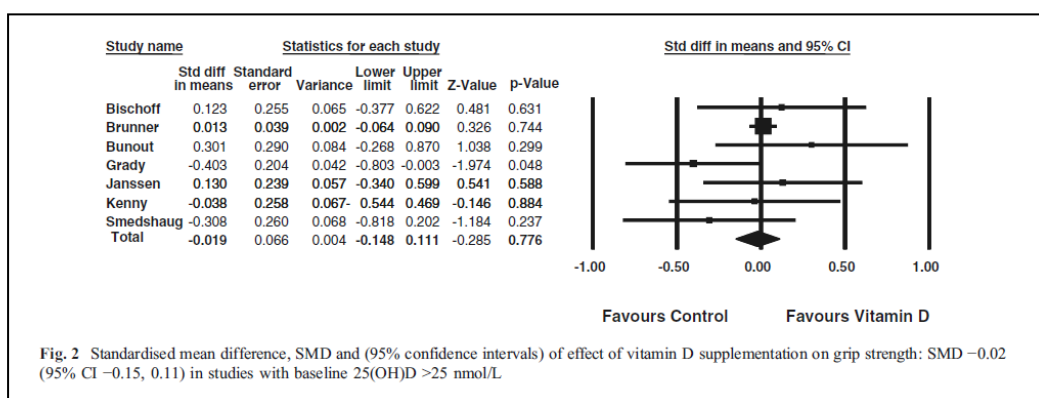 Study name Statistics for each study Std diff in means and 95% CI
Std diff Standard Lower Upper
in means error Variance limit limit Z-Value p-Value
Bischoff 0.123 0.255 0.065 -0.377 0.622 0.481 0.631
Brunner 0.013 0.039 0.002 -0.064 0.090 0.326 0.744
Bunout 0.301 0.290 0.084 -0.268 0.870 1.038 0.299
Grady -0.403 0.204 0.042 -0.803 -0.003 -1.974 0.048
Janssen 0.130 0.239 0.057 -0.340 0.599 0.541 0.588
Kenny -0.038 0.258 0.067- 0.544 0.469 -0.146 0.884
Smedshaug -0.308 0.260 0.068 -0.818 0.202 -1.184 0.237
Total -0.019 0.066 0.004 -0.148 0.111 -0.285 0.776
-1.00 -0.50 0.00 0.50 1.00
Favours Control Favours Vitamin D
Fig. 2 Standardised mean difference, SMD and (95% confidence intervals) of effect of vitamin D supplementation on grip strength: SMD −0.02
(95% CI −0.15, 0.11) in studies with baseline 25(OH)D >25 nmol/L